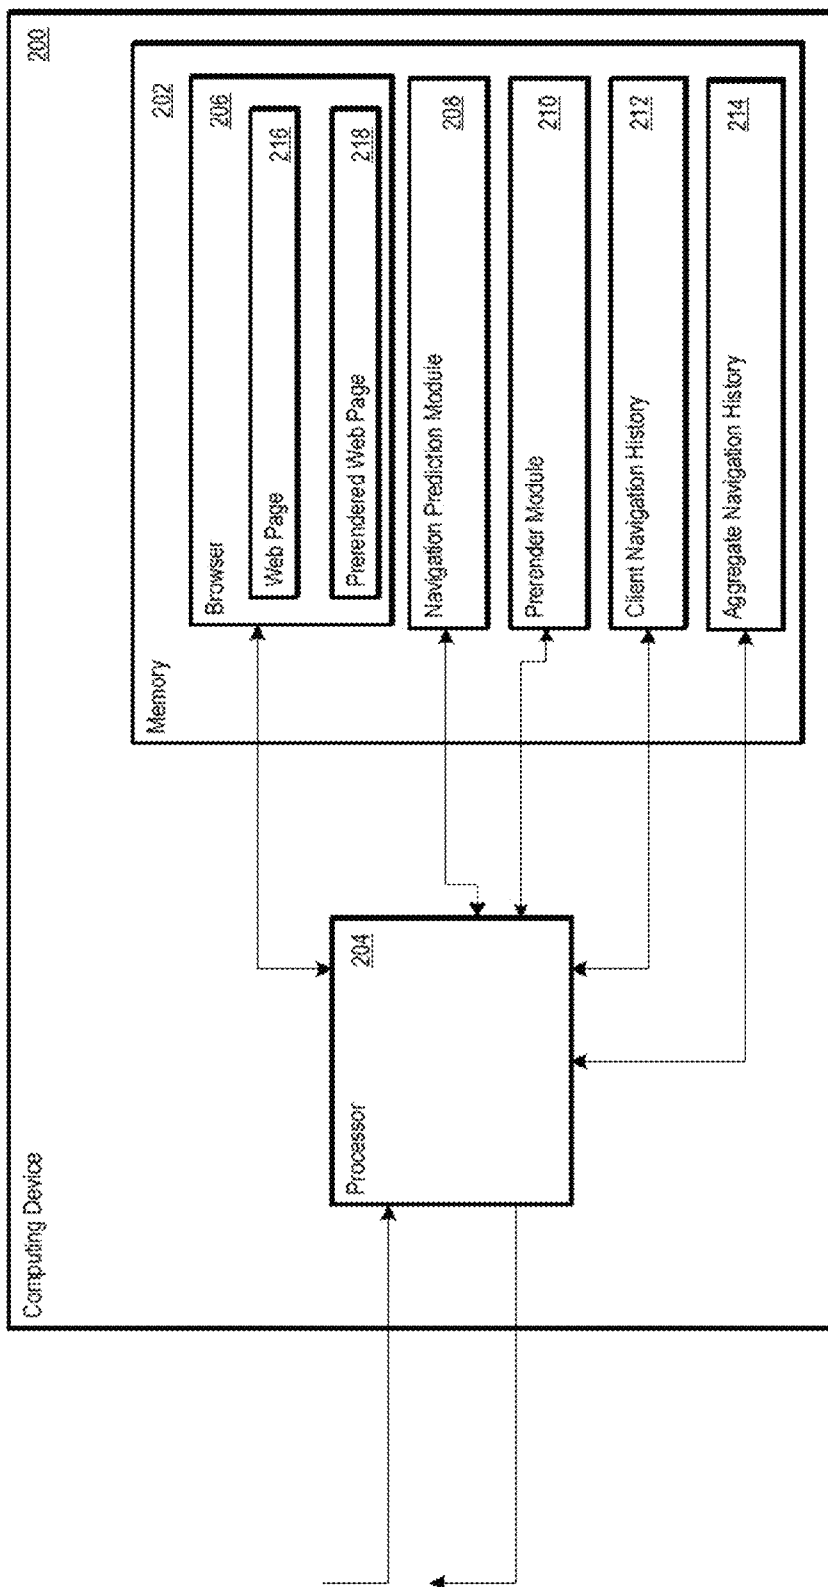 Computing Device
200
Processor
204
Memory
202
Browser
206
Web Page
216
Prerendered Web Page
218
Navigation Prediction Module
208
Prerender Module
210
Client Navigation History
212
Aggregate Navigation History
214